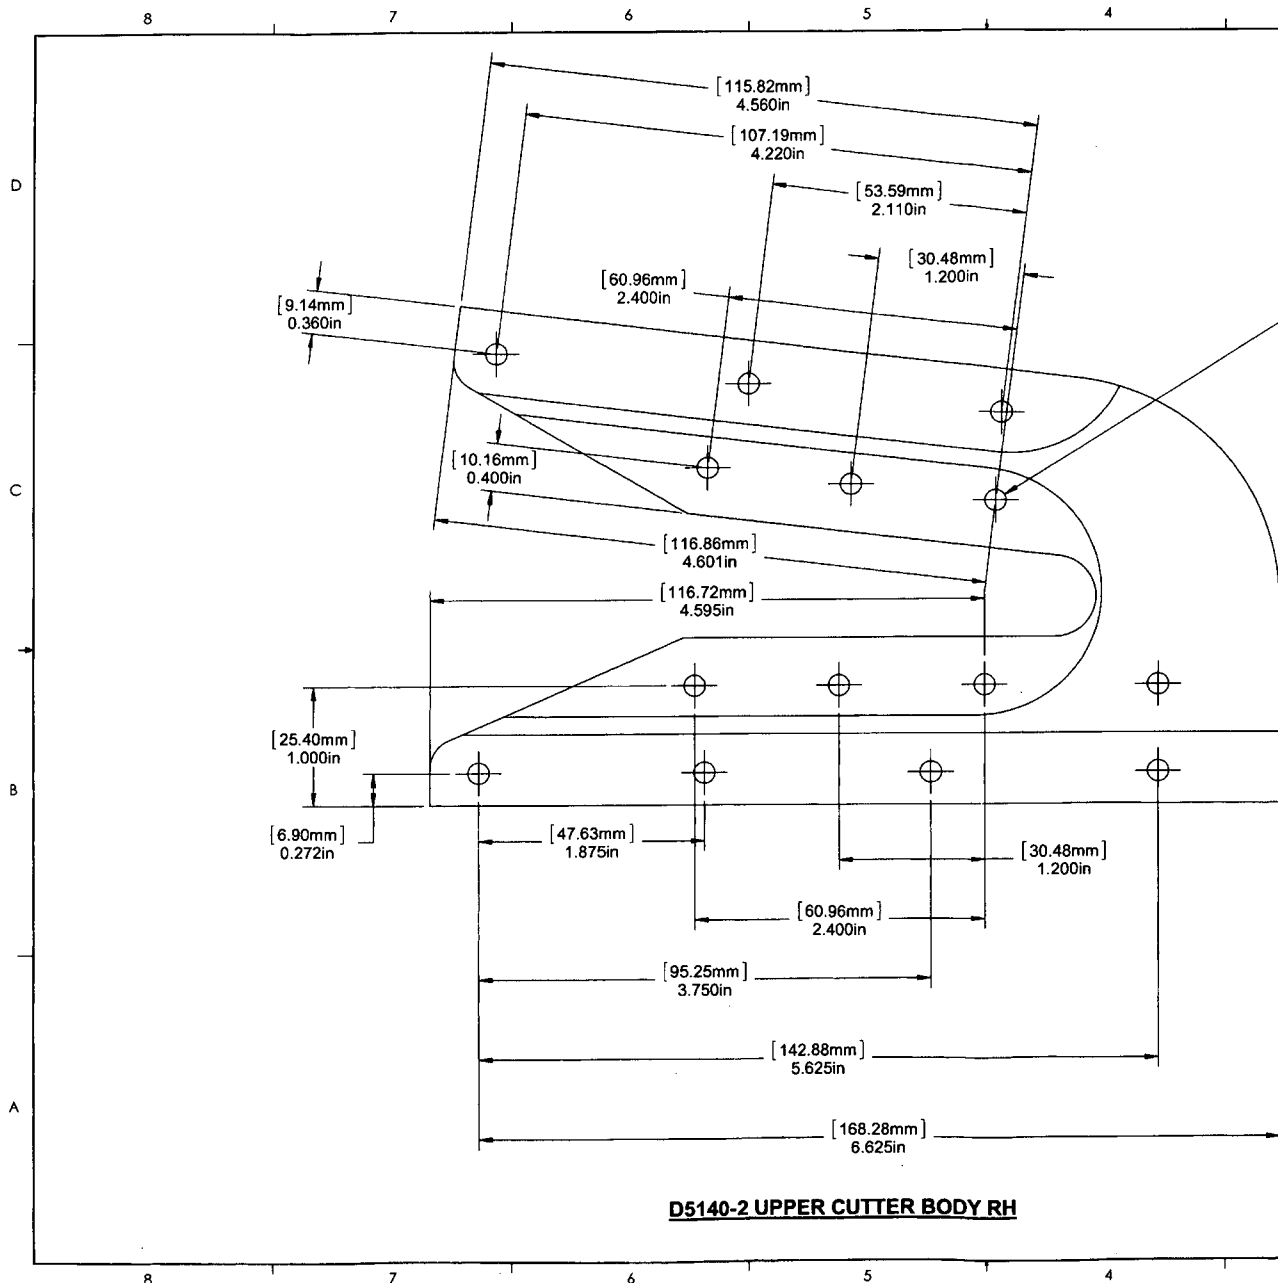 8 7 6 5 4
[115.82mm]
4.560in
[107.19mm]
4.220in
D
[53.59mm]
2.110in
[30.48mm]
1.200in
[60.96mm]
2.400in
[9.14mm]
0.360in
[10.16mm]
0.400in
C
[116.86mm]
4.601in
[116.72mm]
4.595in
[25.40mm]
1.000in
B
[6.90mm]
0.272in
[47.63mm]
1.875in
[30.48mm]
1.200in
[60.96mm]
2.400in
[95.25mm]
3.750in
[142.88mm]
5.625in
A
[168.28mm]
6.625in
D5140-2 UPPER CUTTER BODY RH
8 7 6 5 4